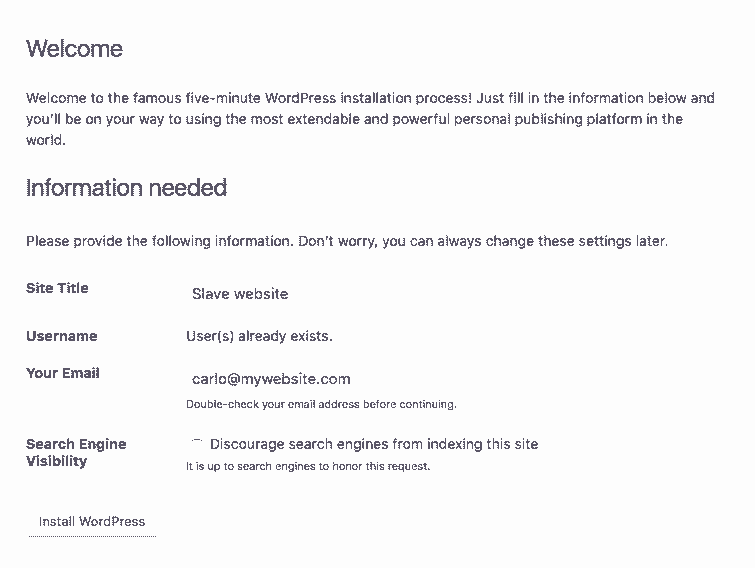 Welcome
Welcome to the famous five-minute WordPress installation process! Just fill in the information below and
you'll be on your way to using the most extendable and powerful personal publishing platform in the
world.
Information needed
Please provide the following information. Don't worry, you can always change these settings later.
Site Title
Slave website
Username
User(s) already exists.
Your Email
carlo@mywebsite.com
Double-check your email address before continuing.
Search Engine
Visibility
Discourage search engines from indexing this site
It is up to search engines to honor this request.
Install WordPress